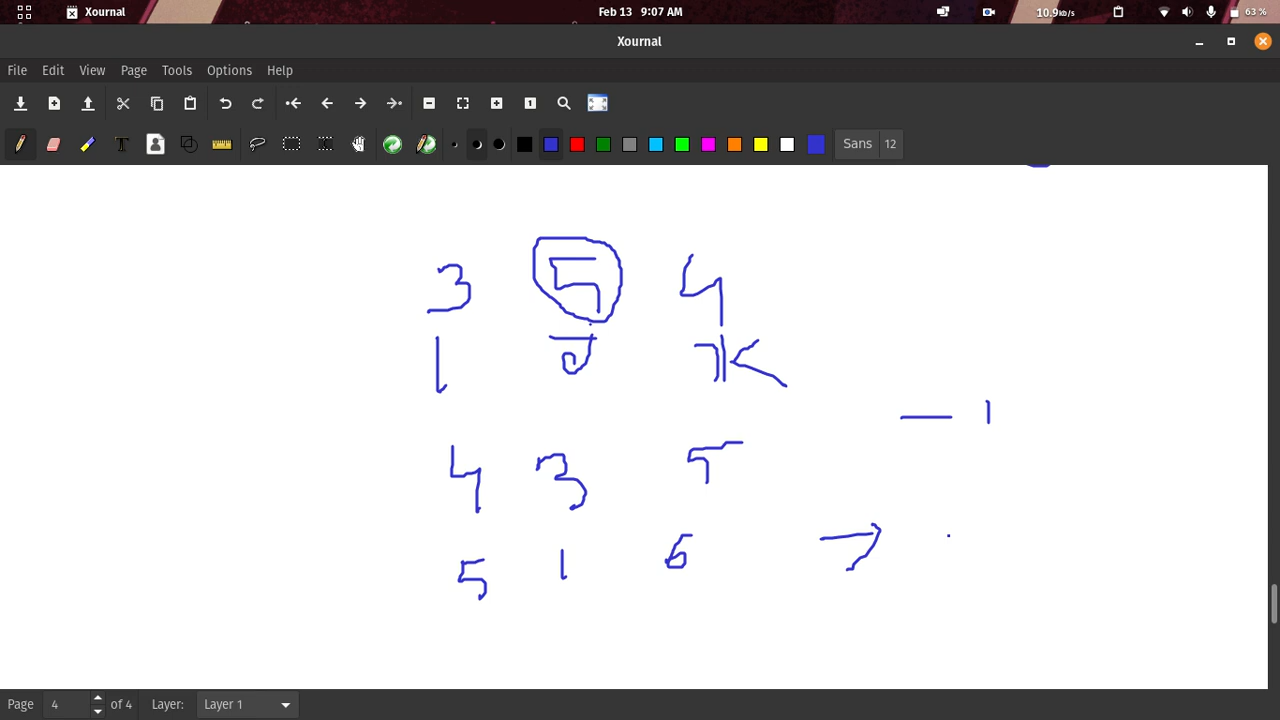 Xournal
Feb 13 9:07 AM
10.9kb/s
63 %
Xournal
File Edit View Page Tools Options Help
Sans 12
3 5 4
1
— 1
4 3 5
5 1 6
Page 4 of 4 Layer: Layer 1